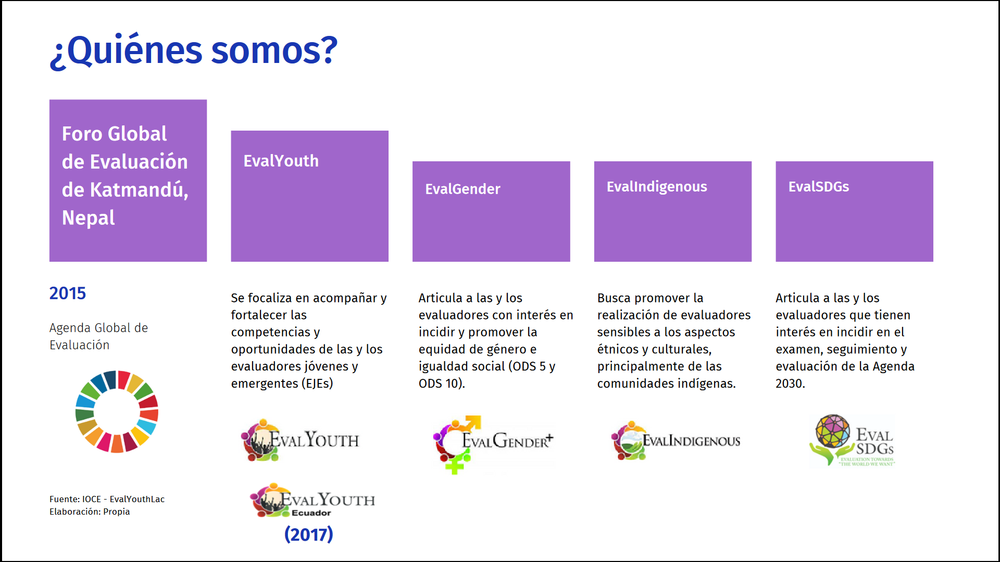 ¿Quiénes somos?
Foro Global
de Evaluación
de Katmandú,
Nepal
2015
Agenda Global de
Evaluación
Fuente: IOCE - EvalYouthLac
Elaboración: Propia
EvalYouth
Se focaliza en acompañar y
fortalecer las
competencias y
oportunidades de las y los
evaluadores jóvenes y
emergentes (EJEs)
EVALYOUTH
EVALYOUTH
Ecuador
(2017)
EvalGender
Articula a las y los
evaluadores con interés en
incidir y promover la
equidad de género e
igualdad social (ODS 5 y
ODS 10).
EVALGENDER+
EvalIndigenous
Busca promover la
realización de evaluadores
sensibles a los aspectos
étnicos y culturales,
principalmente de las
comunidades indígenas.
EVALINDIGENOUS
EvalSDGs
Articula a las y los
evaluadores que tienen
interés en incidir en el
examen, seguimiento y
evaluación de la Agenda
2030.
EVAL
SDGs
EVALUATION TOWARDS
"THE WORLD WE WANT"